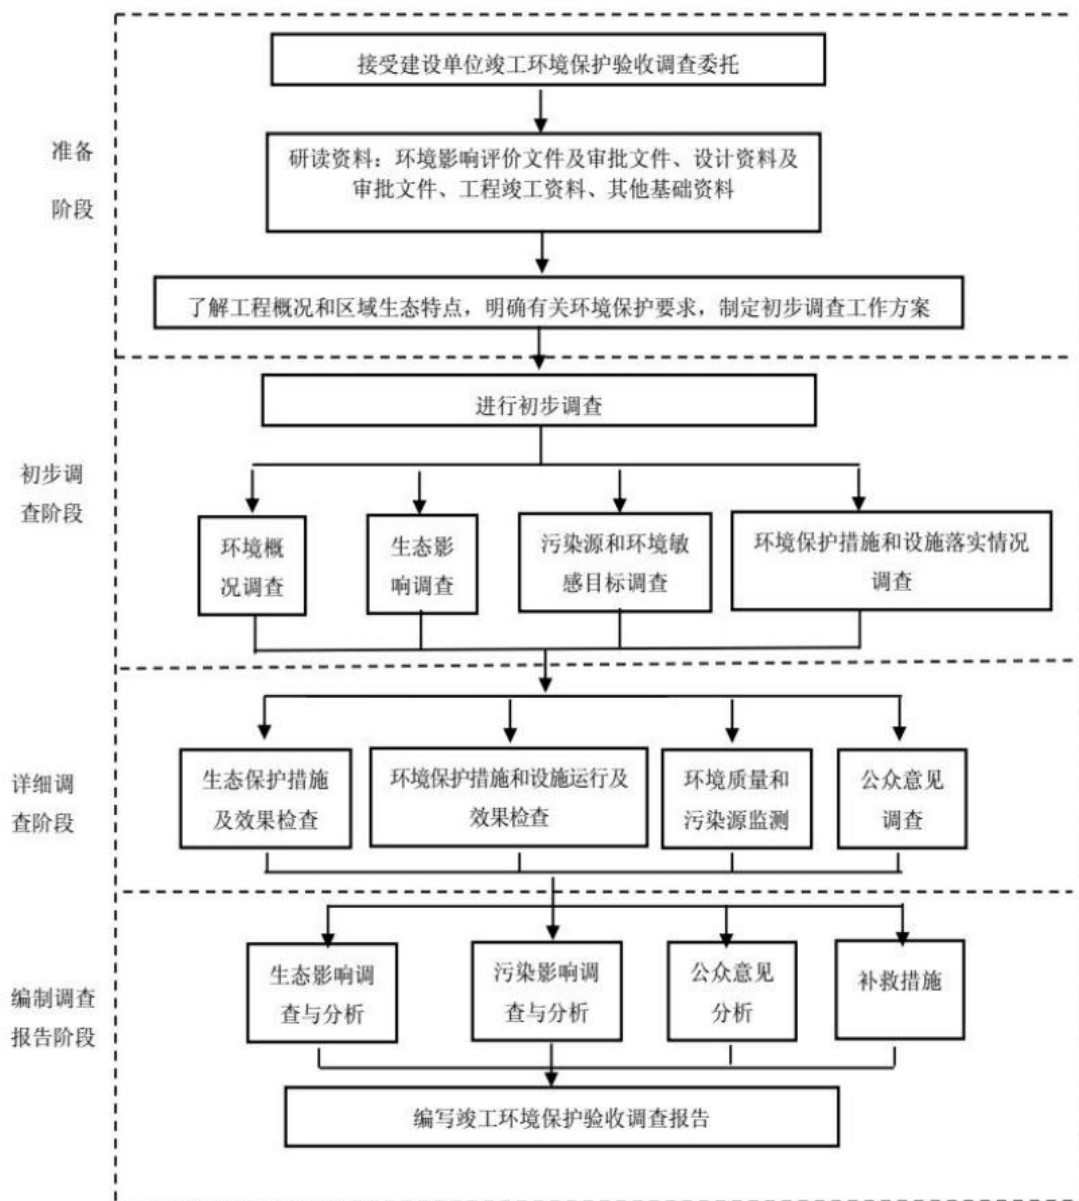 接受建设单位竣工环境保护验收调查委托
准备
阶段
研读资料：环境影响评价文件及审批文件、设计资料及
审批文件、工程竣工资料、其他基础资料
了解工程概况和区域生态特点，明确有关环境保护要求，制定初步调查工作方案
进行初步调查
初步调
查阶段
环境概
况调查
生态影
响调查
污染源和环境敏
感目标调查
环境保护措施和设施落实情况
调查
详细调
查阶段
生态保护措施
及效果检查
环境保护措施和设施运行及
效果检查
环境质量和
污染源监测
公众意见
调查
编制调查
报告阶段
生态影响调
查与分析
污染影响调
查与分析
公众意见
分析
补救措施
编写竣工环境保护验收调查报告